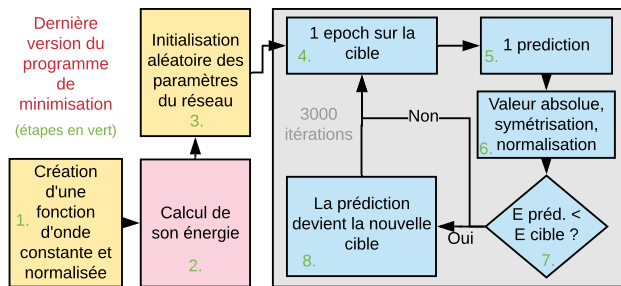 Dernière
version du
programme
de
minimisation
(étapes en vert)
1.
Création
d'une
fonction
d'onde
constante et
normalisée
Calcul de
son énergie
2.
Initialisation
aléatoire des
paramètres
du réseau
3.
1 epoch sur la
cible
4.
1 prediction
5.
Valeur absolue,
symétrisation,
normalisation
6.
E préd. <
E cible ?
7.
Non
Oui
3000
itérations
La prédiction
devient la nouvelle
cible
8.